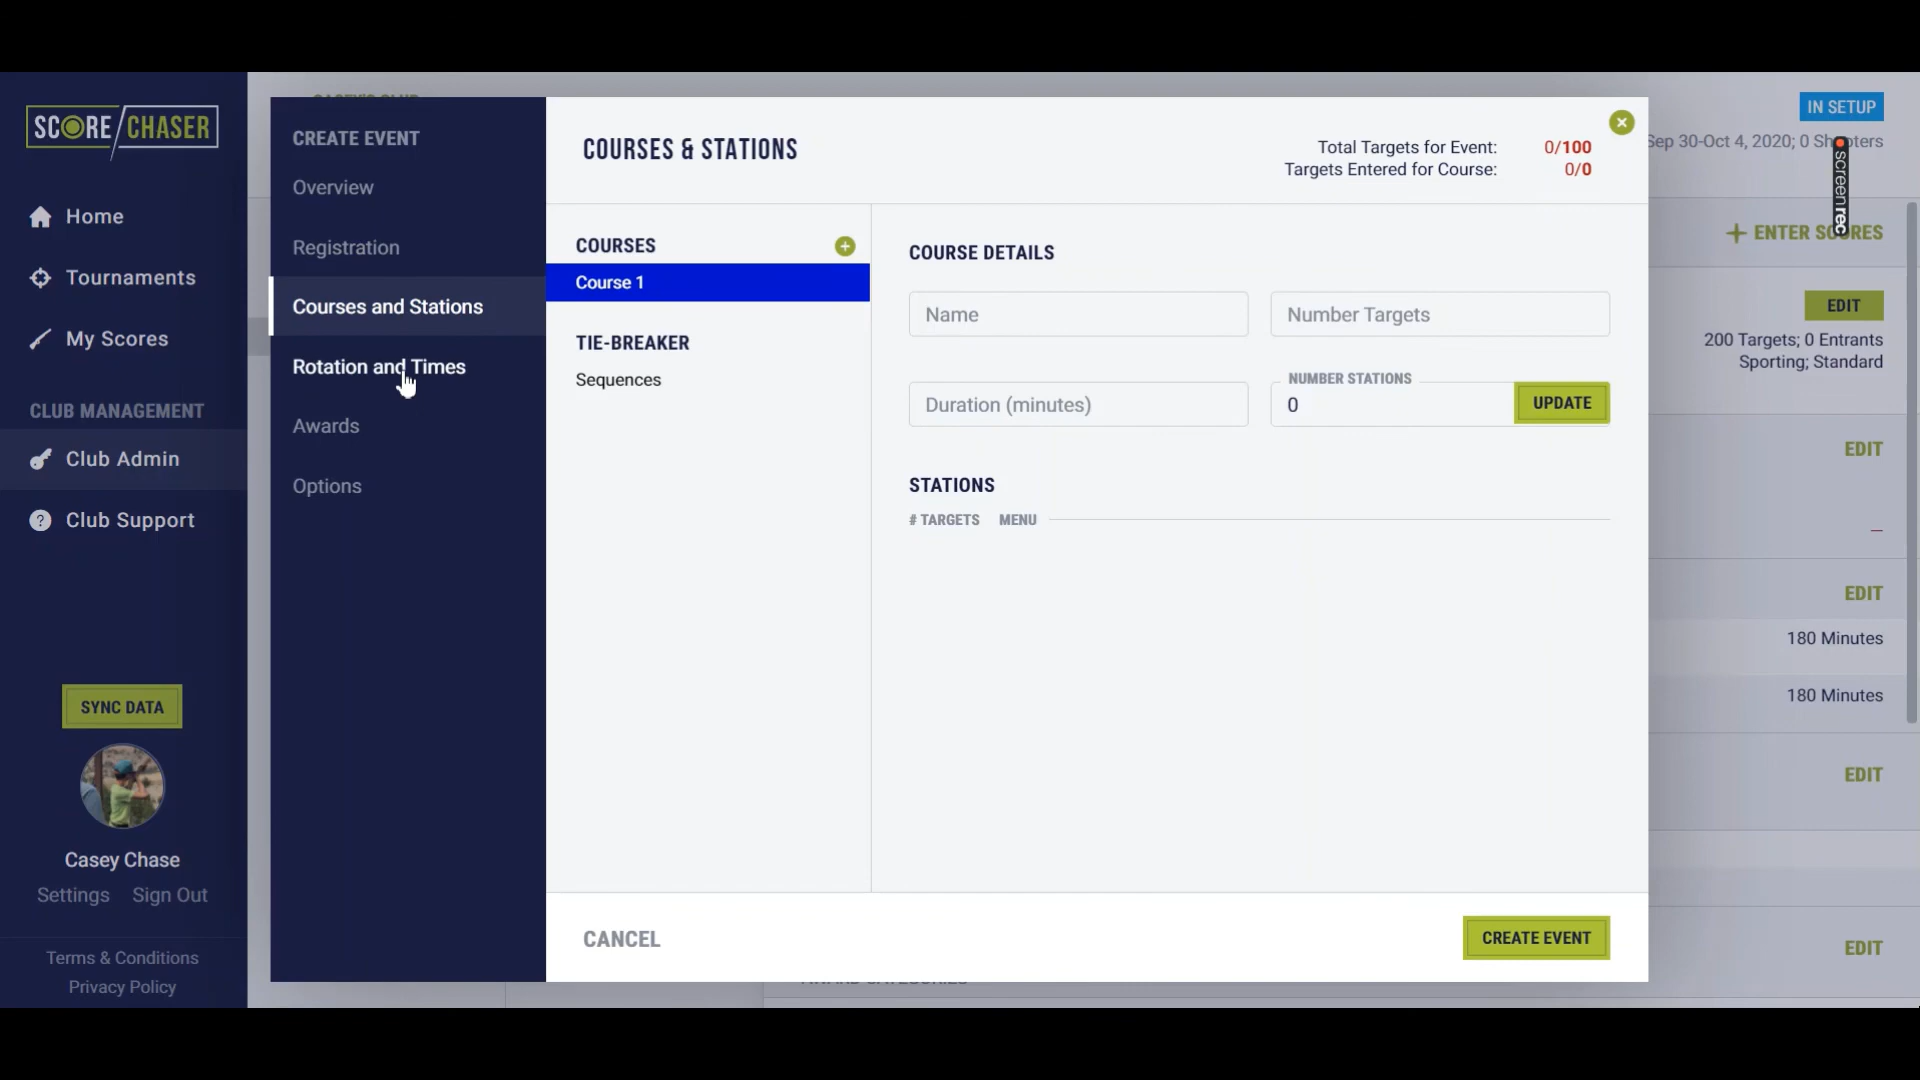 SCORE/CHASER
Home
Tournaments
My Scores
CLUB MANAGEMENT
Club Admin
Club Support
SYNC DATA
Casey Chase
Settings Sign Out
Terms & Conditions
Privacy Policy
CREATE EVENT
Overview
Registration
Courses and Stations
Rotation and Times
Awards
Options
COURSES & STATIONS
Total Targets for Event: 0/100
Targets Entered for Course: 0/0
COURSES
Course 1
TIE-BREAKER
Sequences
COURSE DETAILS
Name
Number Targets
Duration (minutes)
NUMBER STATIONS
0
UPDATE
STATIONS
# TARGETS MENU
CANCEL
CREATE EVENT
IN SETUP
Sep 30-Oct 4, 2020; 0 Shooters
screenrec
ENTER SCORES
EDIT
200 Targets; 0 Entrants
Sporting; Standard
EDIT
EDIT
180 Minutes
180 Minutes
EDIT
EDIT